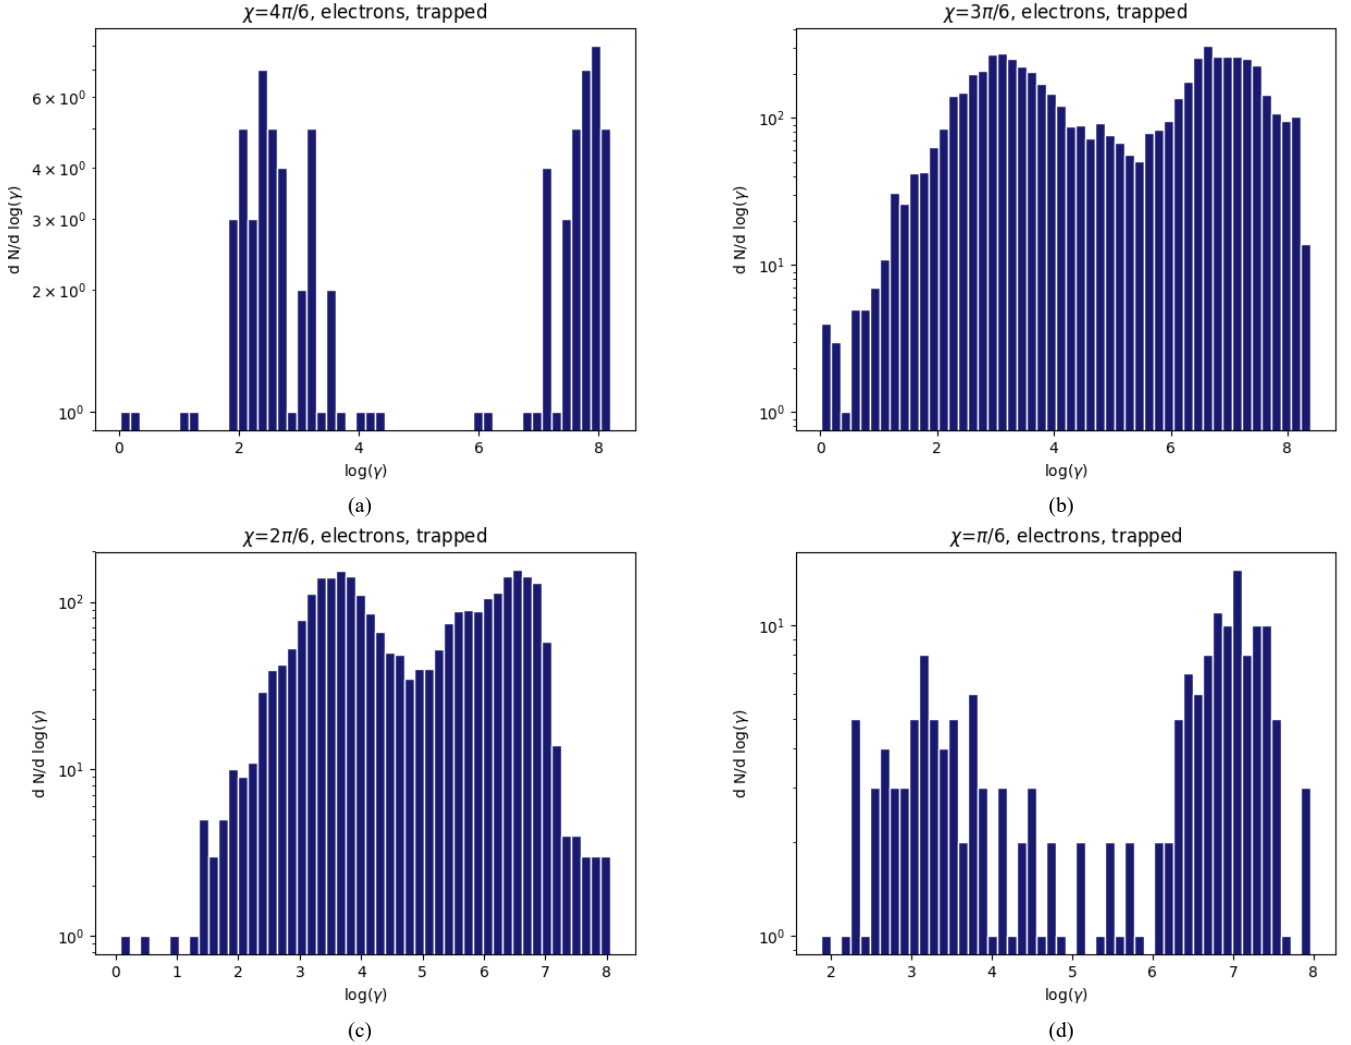 χ=4π/6, electrons, trapped
d N/d log(γ)
6 × 10⁰
4 × 10⁰
3 × 10⁰
2 × 10⁰
10⁰
0 2 4 6 8
log(γ)
(a)
χ=3π/6, electrons, trapped
d N/d log(γ)
10²
10¹
10⁰
0 2 4 6 8
log(γ)
(b)
χ=2π/6, electrons, trapped
d N/d log(γ)
10²
10¹
10⁰
0 1 2 3 4 5 6 7 8
log(γ)
(c)
χ=π/6, electrons, trapped
d N/d log(γ)
10¹
10⁰
2 3 4 5 6 7 8
log(γ)
(d)